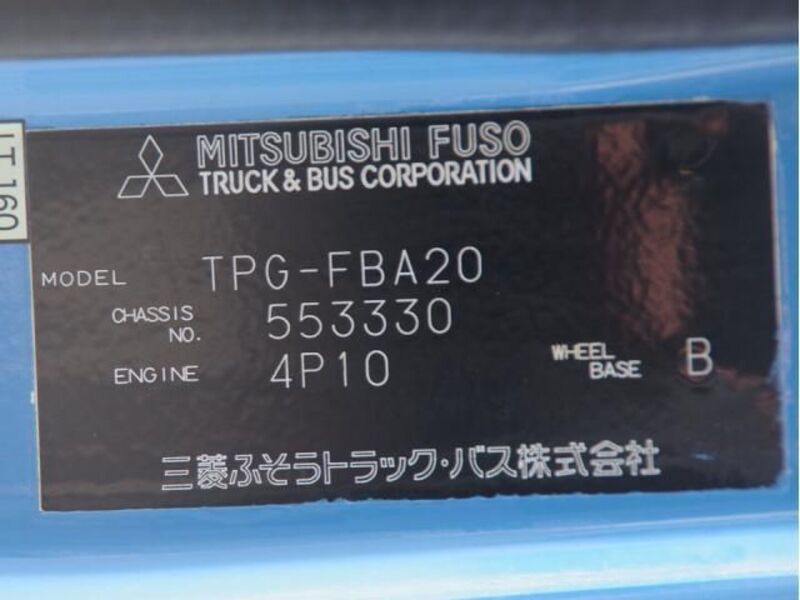 MITSUBISHI FUSO
TRUCK & BUS CORPORATION
MODEL TPG-FBA20
CHASSIS NO. 553330
ENGINE 4P10
WHEEL BASE B
三菱ふそうトラック・バス株式会社
LT 160